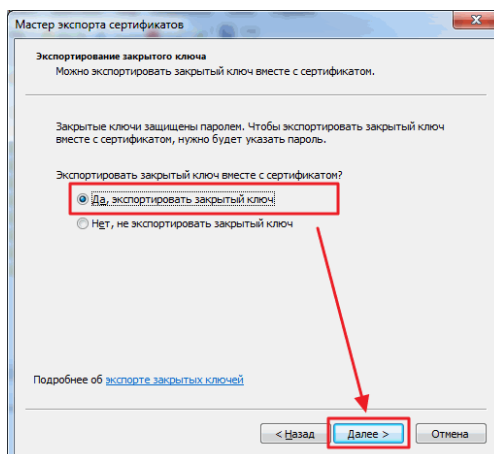 Мастер экспорта сертификатов
Экспортирование закрытого ключа
Можно экспортировать закрытый ключ вместе с сертификатом.
Закрытые ключи защищены паролем. Чтобы экспортировать закрытый ключ
вместе с сертификатом, нужно будет указать пароль.
Экспортировать закрытый ключ вместе с сертификатом?
Да, экспортировать закрытый ключ
Нет, не экспортировать закрытый ключ
Подробнее об экспорте закрытых ключей
< Назад Далее > Отмена